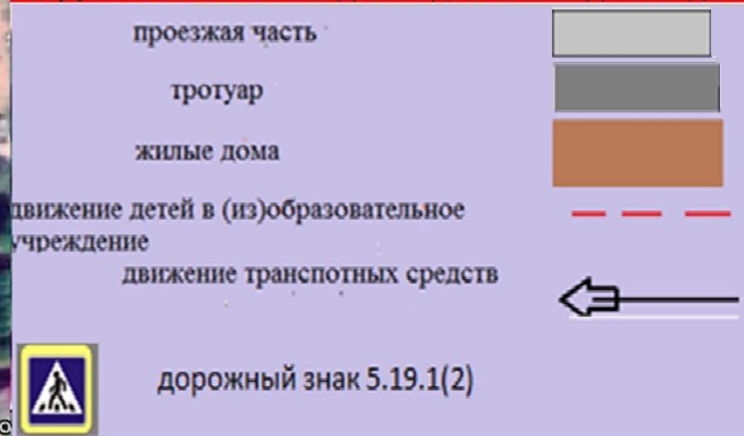 проезжая часть
тротуар
жилые дома
движение детей в (из)образовательное
учреждение
движение транспотных средств
дорожный знак 5.19.1(2)